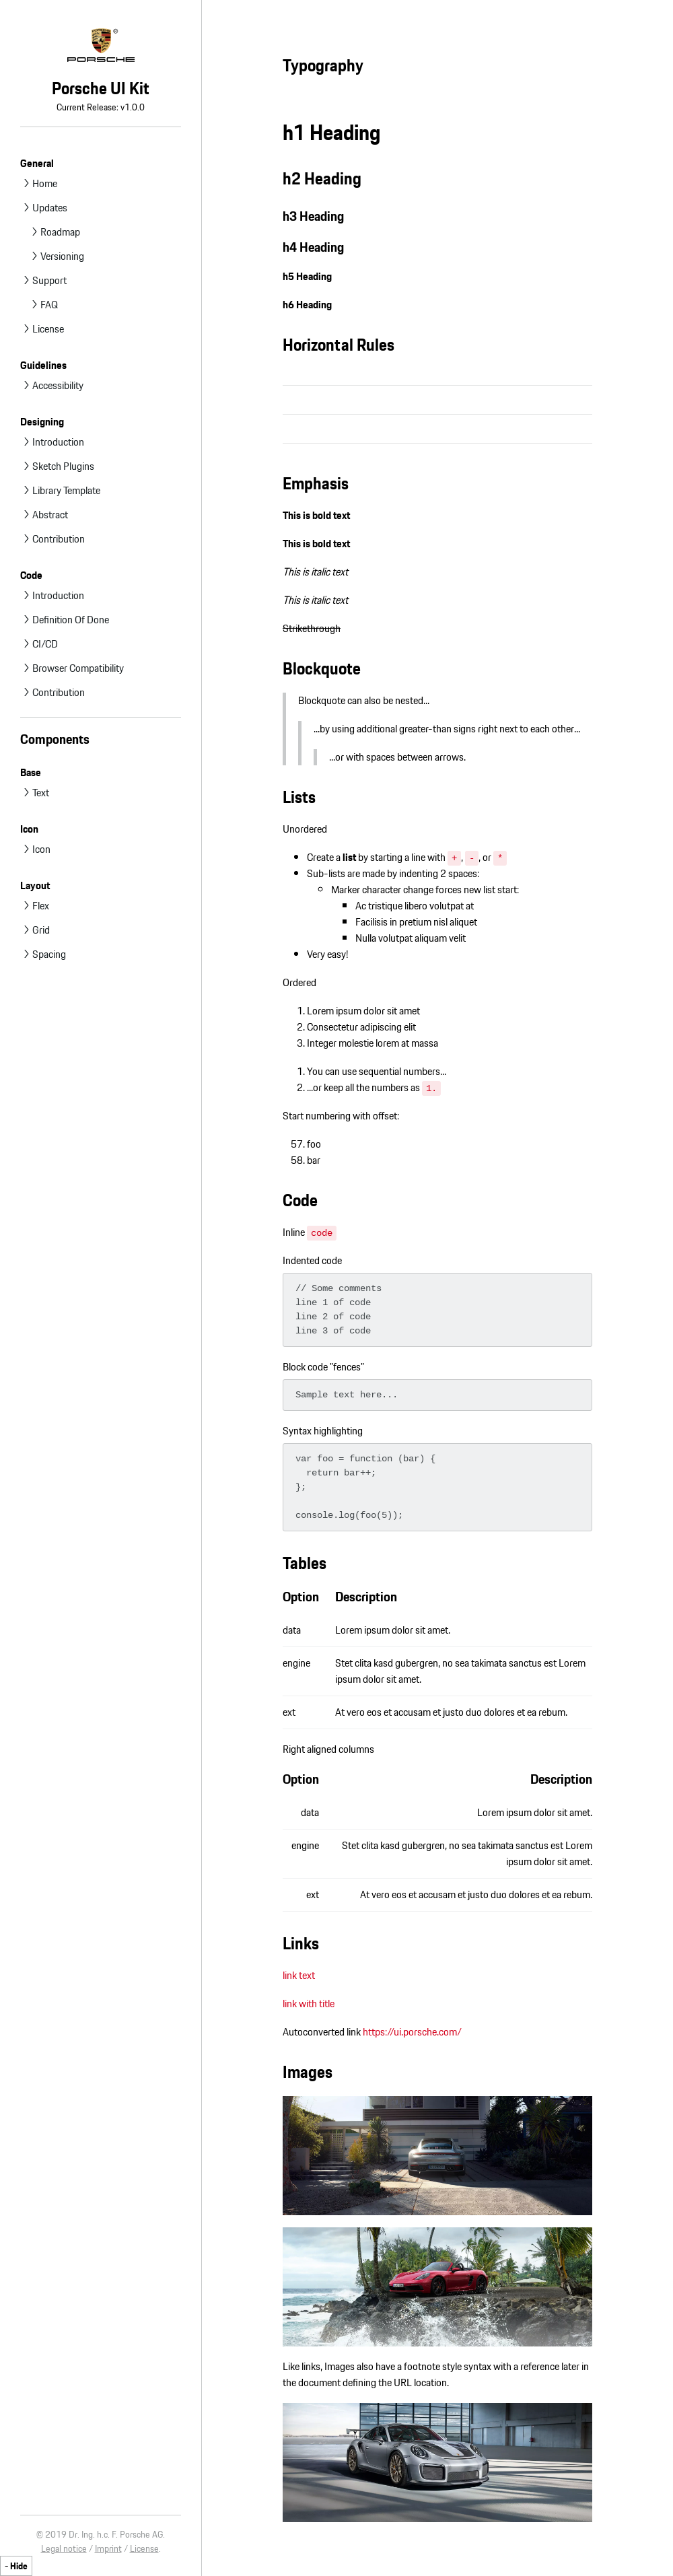 ®
PORSCHE
Porsche UI Kit
Current Release: v1.0.0
General
Home
Updates
Roadmap
Versioning
Support
FAQ
License
Guidelines
Accessibility
Designing
Introduction
Sketch Plugins
Library Template
Abstract
Contribution
Code
Introduction
Definition Of Done
CI/CD
Browser Compatibility
Contribution
Components
Base
Text
Icon
Icon
Layout
Flex
Grid
Spacing
© 2019 Dr. Ing. h.c. F. Porsche AG.
Legal notice / Imprint / License.
- Hide
Typography
h1 Heading
h2 Heading
h3 Heading
h4 Heading
h5 Heading
h6 Heading
Horizontal Rules
Emphasis
This is bold text
This is bold text
This is italic text
This is italic text
Strikethrough
Blockquote
Blockquote can also be nested...
...by using additional greater-than signs right next to each other...
...or with spaces between arrows.
Lists
Unordered
Create a list by starting a line with + , - , or *
Sub-lists are made by indenting 2 spaces:
Marker character change forces new list start:
Ac tristique libero volutpat at
Facilisis in pretium nisl aliquet
Nulla volutpat aliquam velit
Very easy!
Ordered
1. Lorem ipsum dolor sit amet
2. Consectetur adipiscing elit
3. Integer molestie lorem at massa
1. You can use sequential numbers...
2. ...or keep all the numbers as 1.
Start numbering with offset:
57. foo
58. bar
Code
Inline code
Indented code
// Some comments
line 1 of code
line 2 of code
line 3 of code
Block code "fences"
Sample text here...
Syntax highlighting
var foo = function (bar) {
  return bar++;
};
console.log(foo(5));
Tables
Option Description
data Lorem ipsum dolor sit amet.
engine Stet clita kasd gubergren, no sea takimata sanctus est Lorem
ipsum dolor sit amet.
ext At vero eos et accusam et justo duo dolores et ea rebum.
Right aligned columns
Option Description
data Lorem ipsum dolor sit amet.
engine Stet clita kasd gubergren, no sea takimata sanctus est Lorem
ipsum dolor sit amet.
ext At vero eos et accusam et justo duo dolores et ea rebum.
Links
link text
link with title
Autoconverted link https://ui.porsche.com/
Images
Like links, Images also have a footnote style syntax with a reference later in
the document defining the URL location.